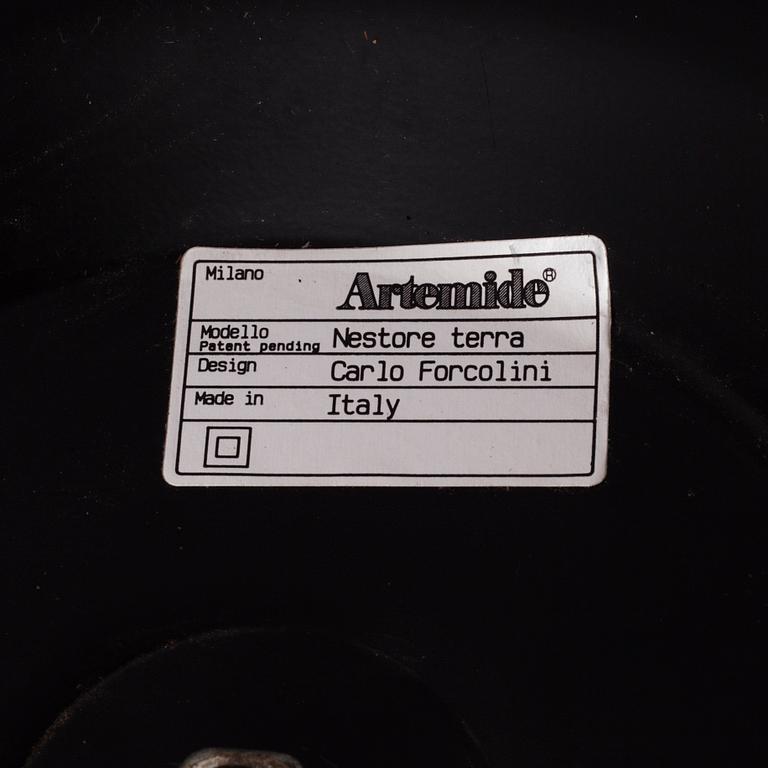 Milano Artemide®
Modello
Patent pending Nestore terra
Design Carlo Forcolini
Made in Italy